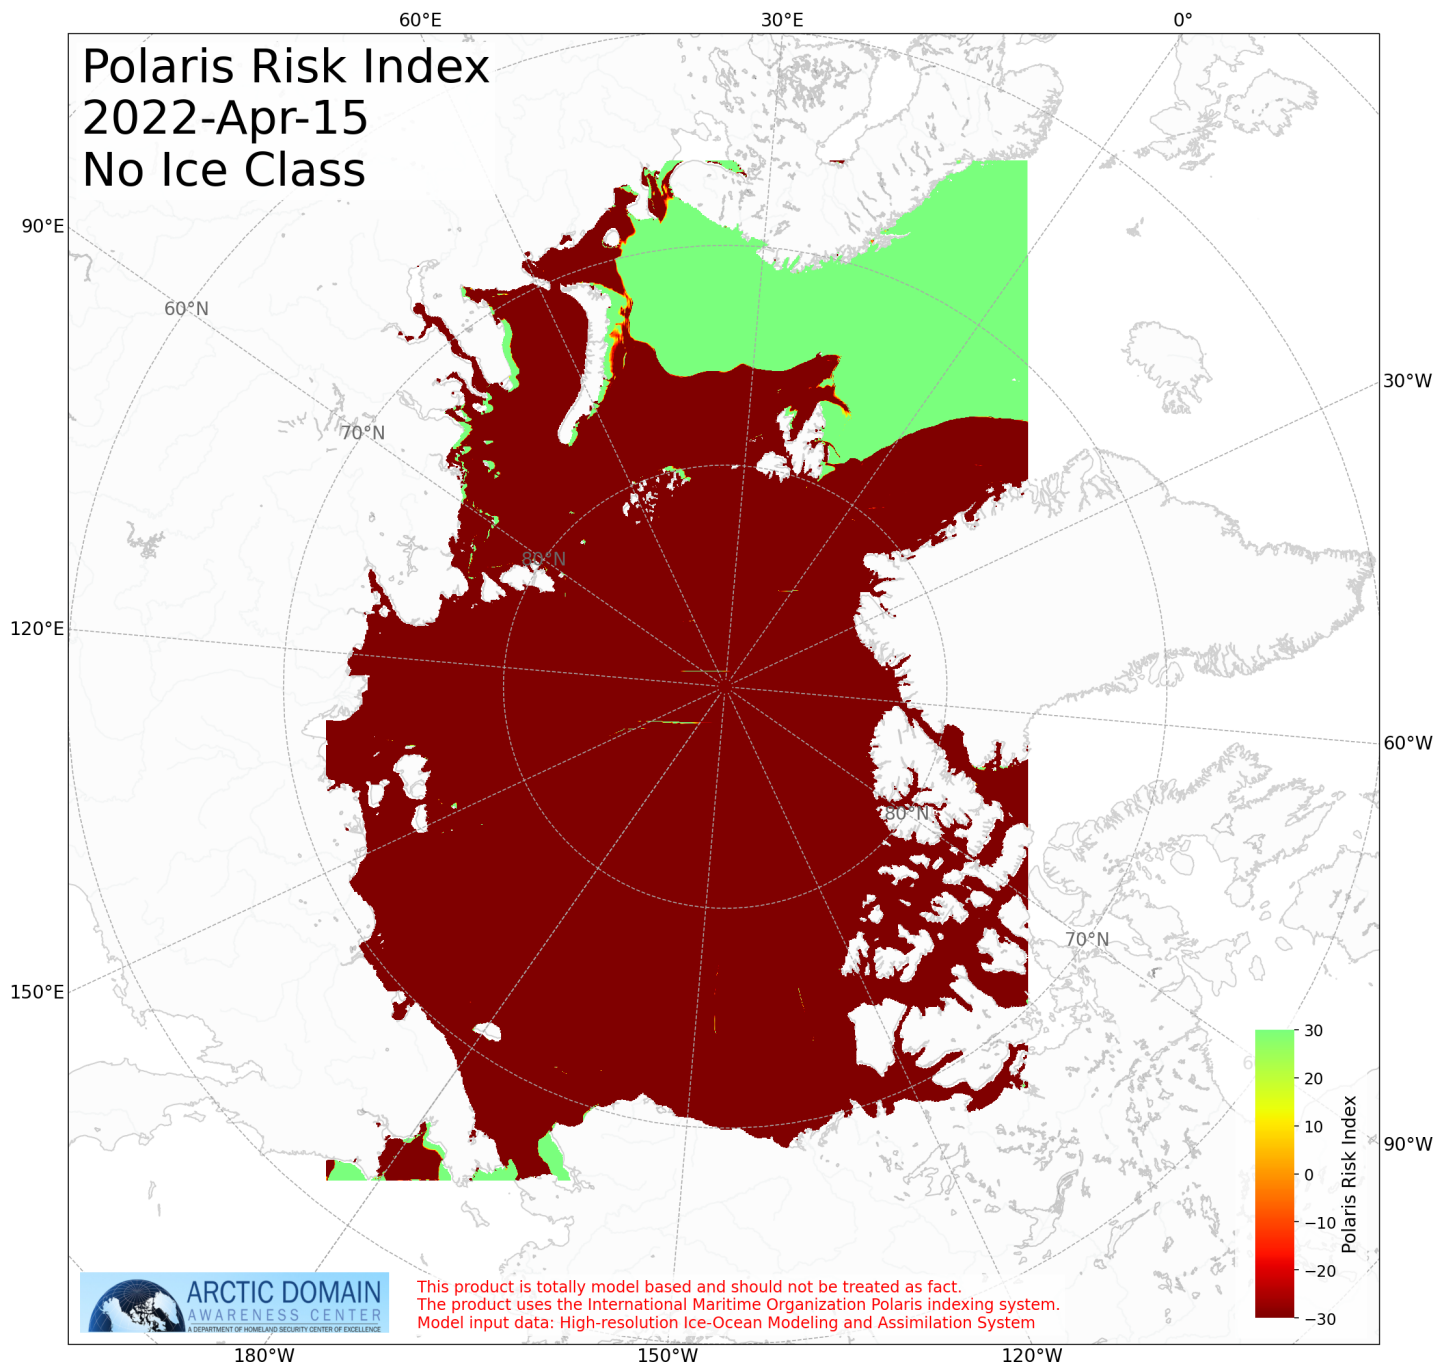 60°E 30°E 0°
Polaris Risk Index
2022-Apr-15
No Ice Class
90°E
60°N
30°W
70°N
80°N
120°E
60°W
80°N
70°N
150°E
30
20
10
0
−10
−20
−30
Polaris Risk Index
90°W
ARCTIC DOMAIN
AWARENESS CENTER
A DEPARTMENT OF HOMELAND SECURITY CENTER OF EXCELLENCE
This product is totally model based and should not be treated as fact.
The product uses the International Maritime Organization Polaris indexing system.
Model input data: High-resolution Ice-Ocean Modeling and Assimilation System
180°W 150°W 120°W